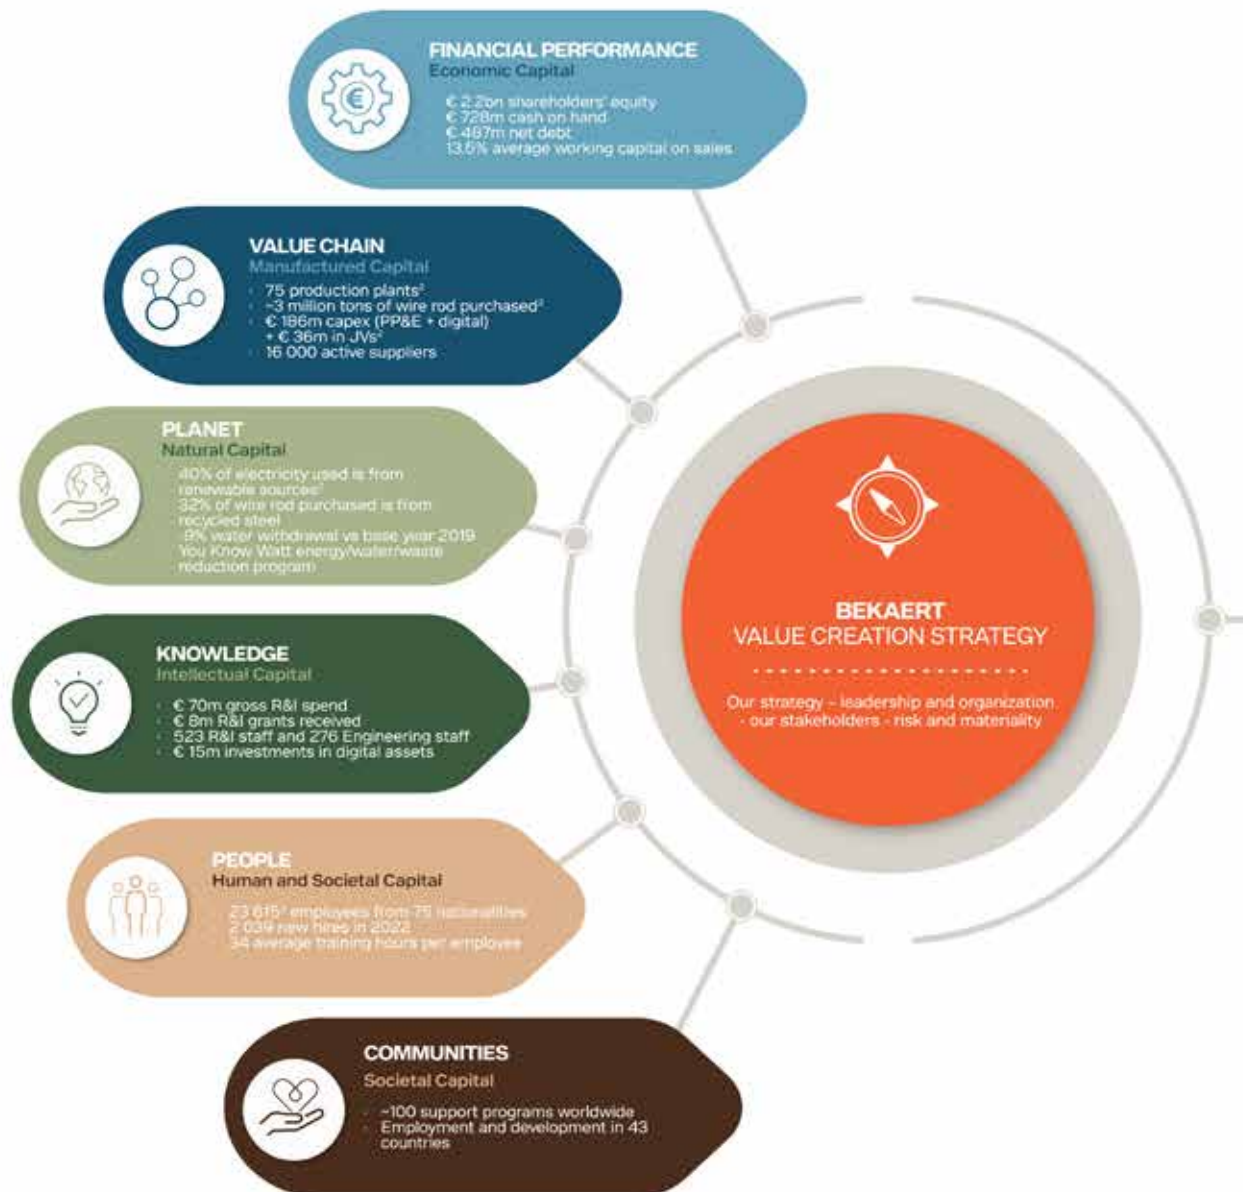 FINANCIAL PERFORMANCE
Economic Capital
€ 2.2bn shareholders' equity
€ 728m cash on hand
€ 487m net debt
13.5% average working capital on sales
VALUE CHAIN
Manufactured Capital
75 production plants²
~3 million tons of wire rod purchased²
€ 186m capex (PP&E + digital)
+ € 36m in JVs²
16 000 active suppliers
PLANET
Natural Capital
40% of electricity used is from
renewable sources¹
32% of wire rod purchased is from
recycled steel
-9% water withdrawal vs base year 2019
You Know Watt energy/water/waste
reduction program
KNOWLEDGE
Intellectual Capital
€ 70m gross R&I spend
€ 8m R&I grants received
523 R&I staff and 276 Engineering staff
€ 15m investments in digital assets
PEOPLE
Human and Societal Capital
employees from 75 nationalities
2 039 new hires in 2022
34 average training hours per employee
COMMUNITIES
Societal Capital
~100 support programs worldwide
Employment and development in 43
countries
BEKAERT
VALUE CREATION STRATEGY
Our strategy - leadership and organization
- our stakeholders - risk and materiality